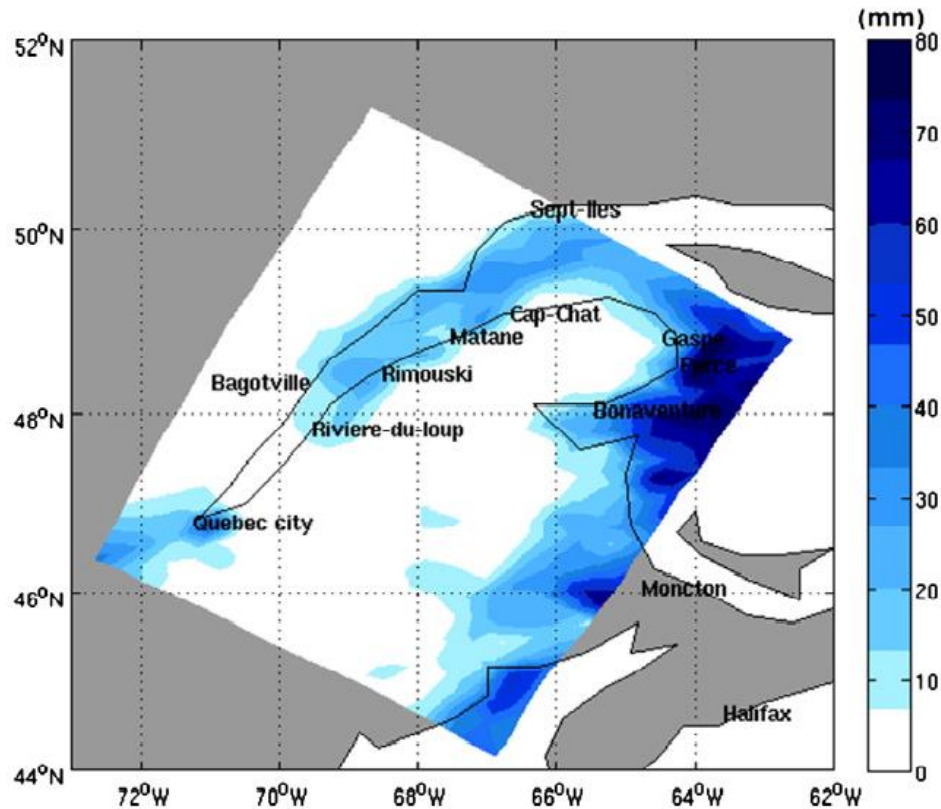 (mm)
52°N
80
70
Sept-Iles
50°N
60
50
Cap-Chat
Matane
Gaspe
Perce
Bagotville
Rimouski
40
48°N
Bonaventure
Riviere-du-loup
30
Quebec city
20
46°N
Moncton
10
Halifax
44°N
72°W 70°W 68°W 66°W 64°W 62°W